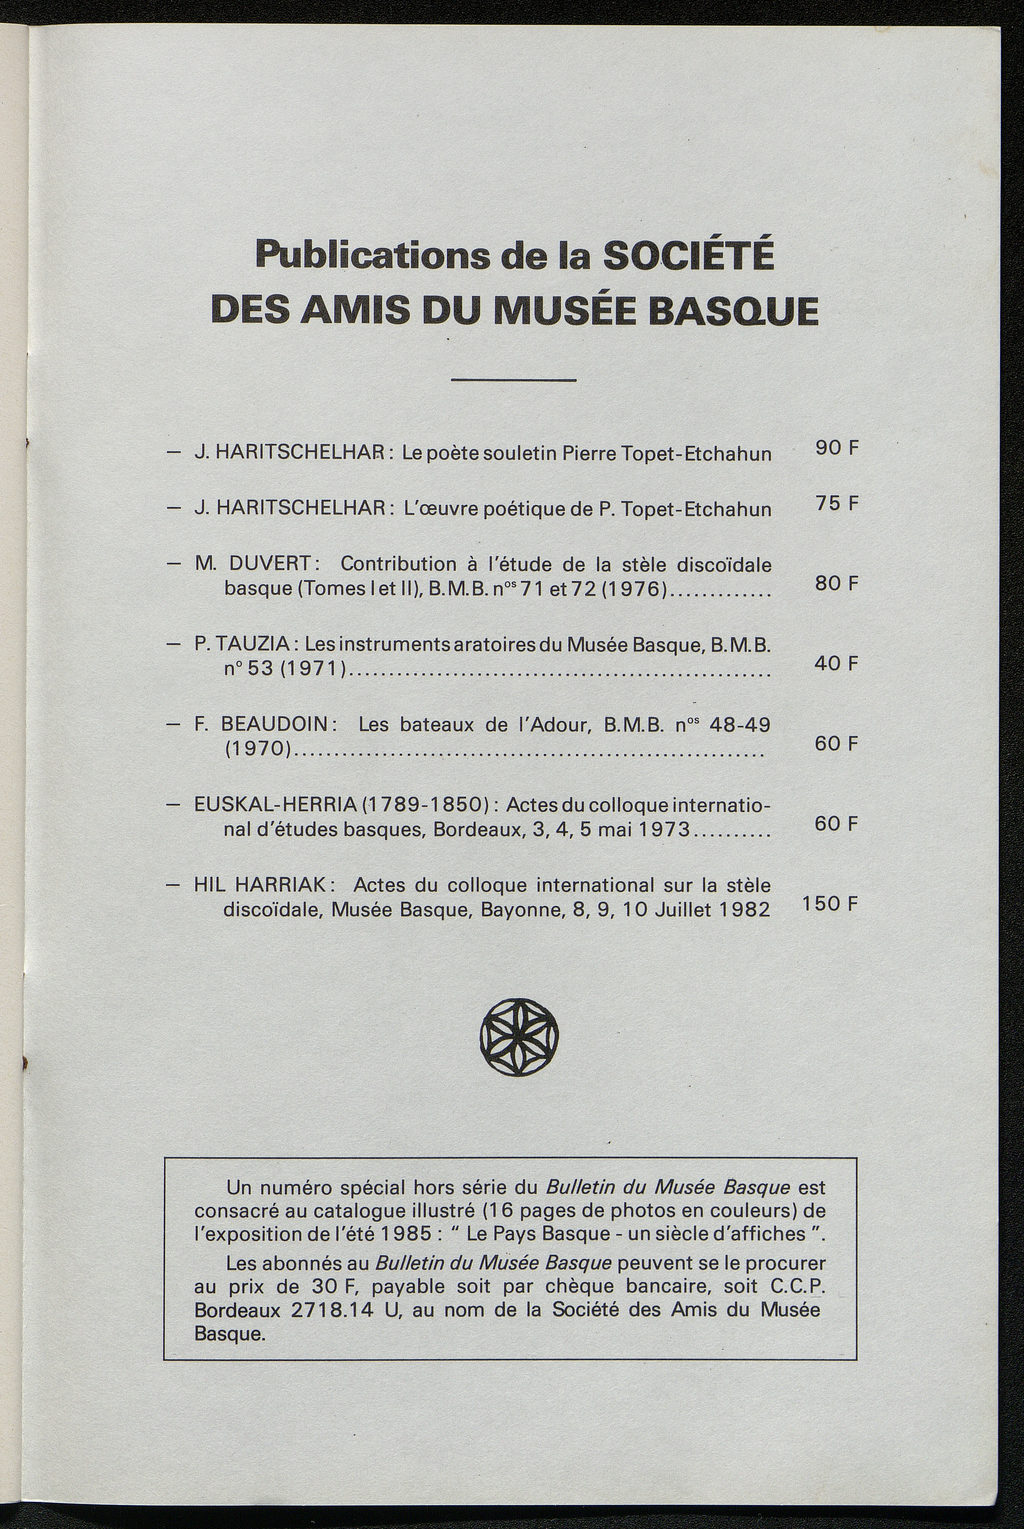 Publications de la SOCIÉTÉ
DES AMIS DU MUSÉE BASQUE
— J. HARITSCHELHAR : Le poète souletin Pierre Topet-Etchahun 90 F
— J. HARITSCHELHAR : L'œuvre poétique de P. Topet-Etchahun 75 F
— M. DUVERT : Contribution à l'étude de la stèle discoïdale
basque (Tomes I et II), B.M.B. nos 71 et 72 (1976)............. 80 F
— P. TAUZIA : Les instruments aratoires du Musée Basque, B.M.B.
n° 53 (1971)..................................................... 40 F
— F. BEAUDOIN : Les bateaux de l'Adour, B.M.B. nos 48-49
(1970)........................................................... 60 F
— EUSKAL-HERRIA (1789-1850) : Actes du colloque internatio-
nal d'études basques, Bordeaux, 3, 4, 5 mai 1973.......... 60 F
— HIL HARRIAK : Actes du colloque international sur la stèle
discoïdale, Musée Basque, Bayonne, 8, 9, 10 Juillet 1982 150 F
Un numéro spécial hors série du Bulletin du Musée Basque est
consacré au catalogue illustré (16 pages de photos en couleurs) de
l'exposition de l'été 1985 : " Le Pays Basque - un siècle d'affiches ".
Les abonnés au Bulletin du Musée Basque peuvent se le procurer
au prix de 30 F, payable soit par chèque bancaire, soit C.C.P.
Bordeaux 2718.14 U, au nom de la Société des Amis du Musée
Basque.